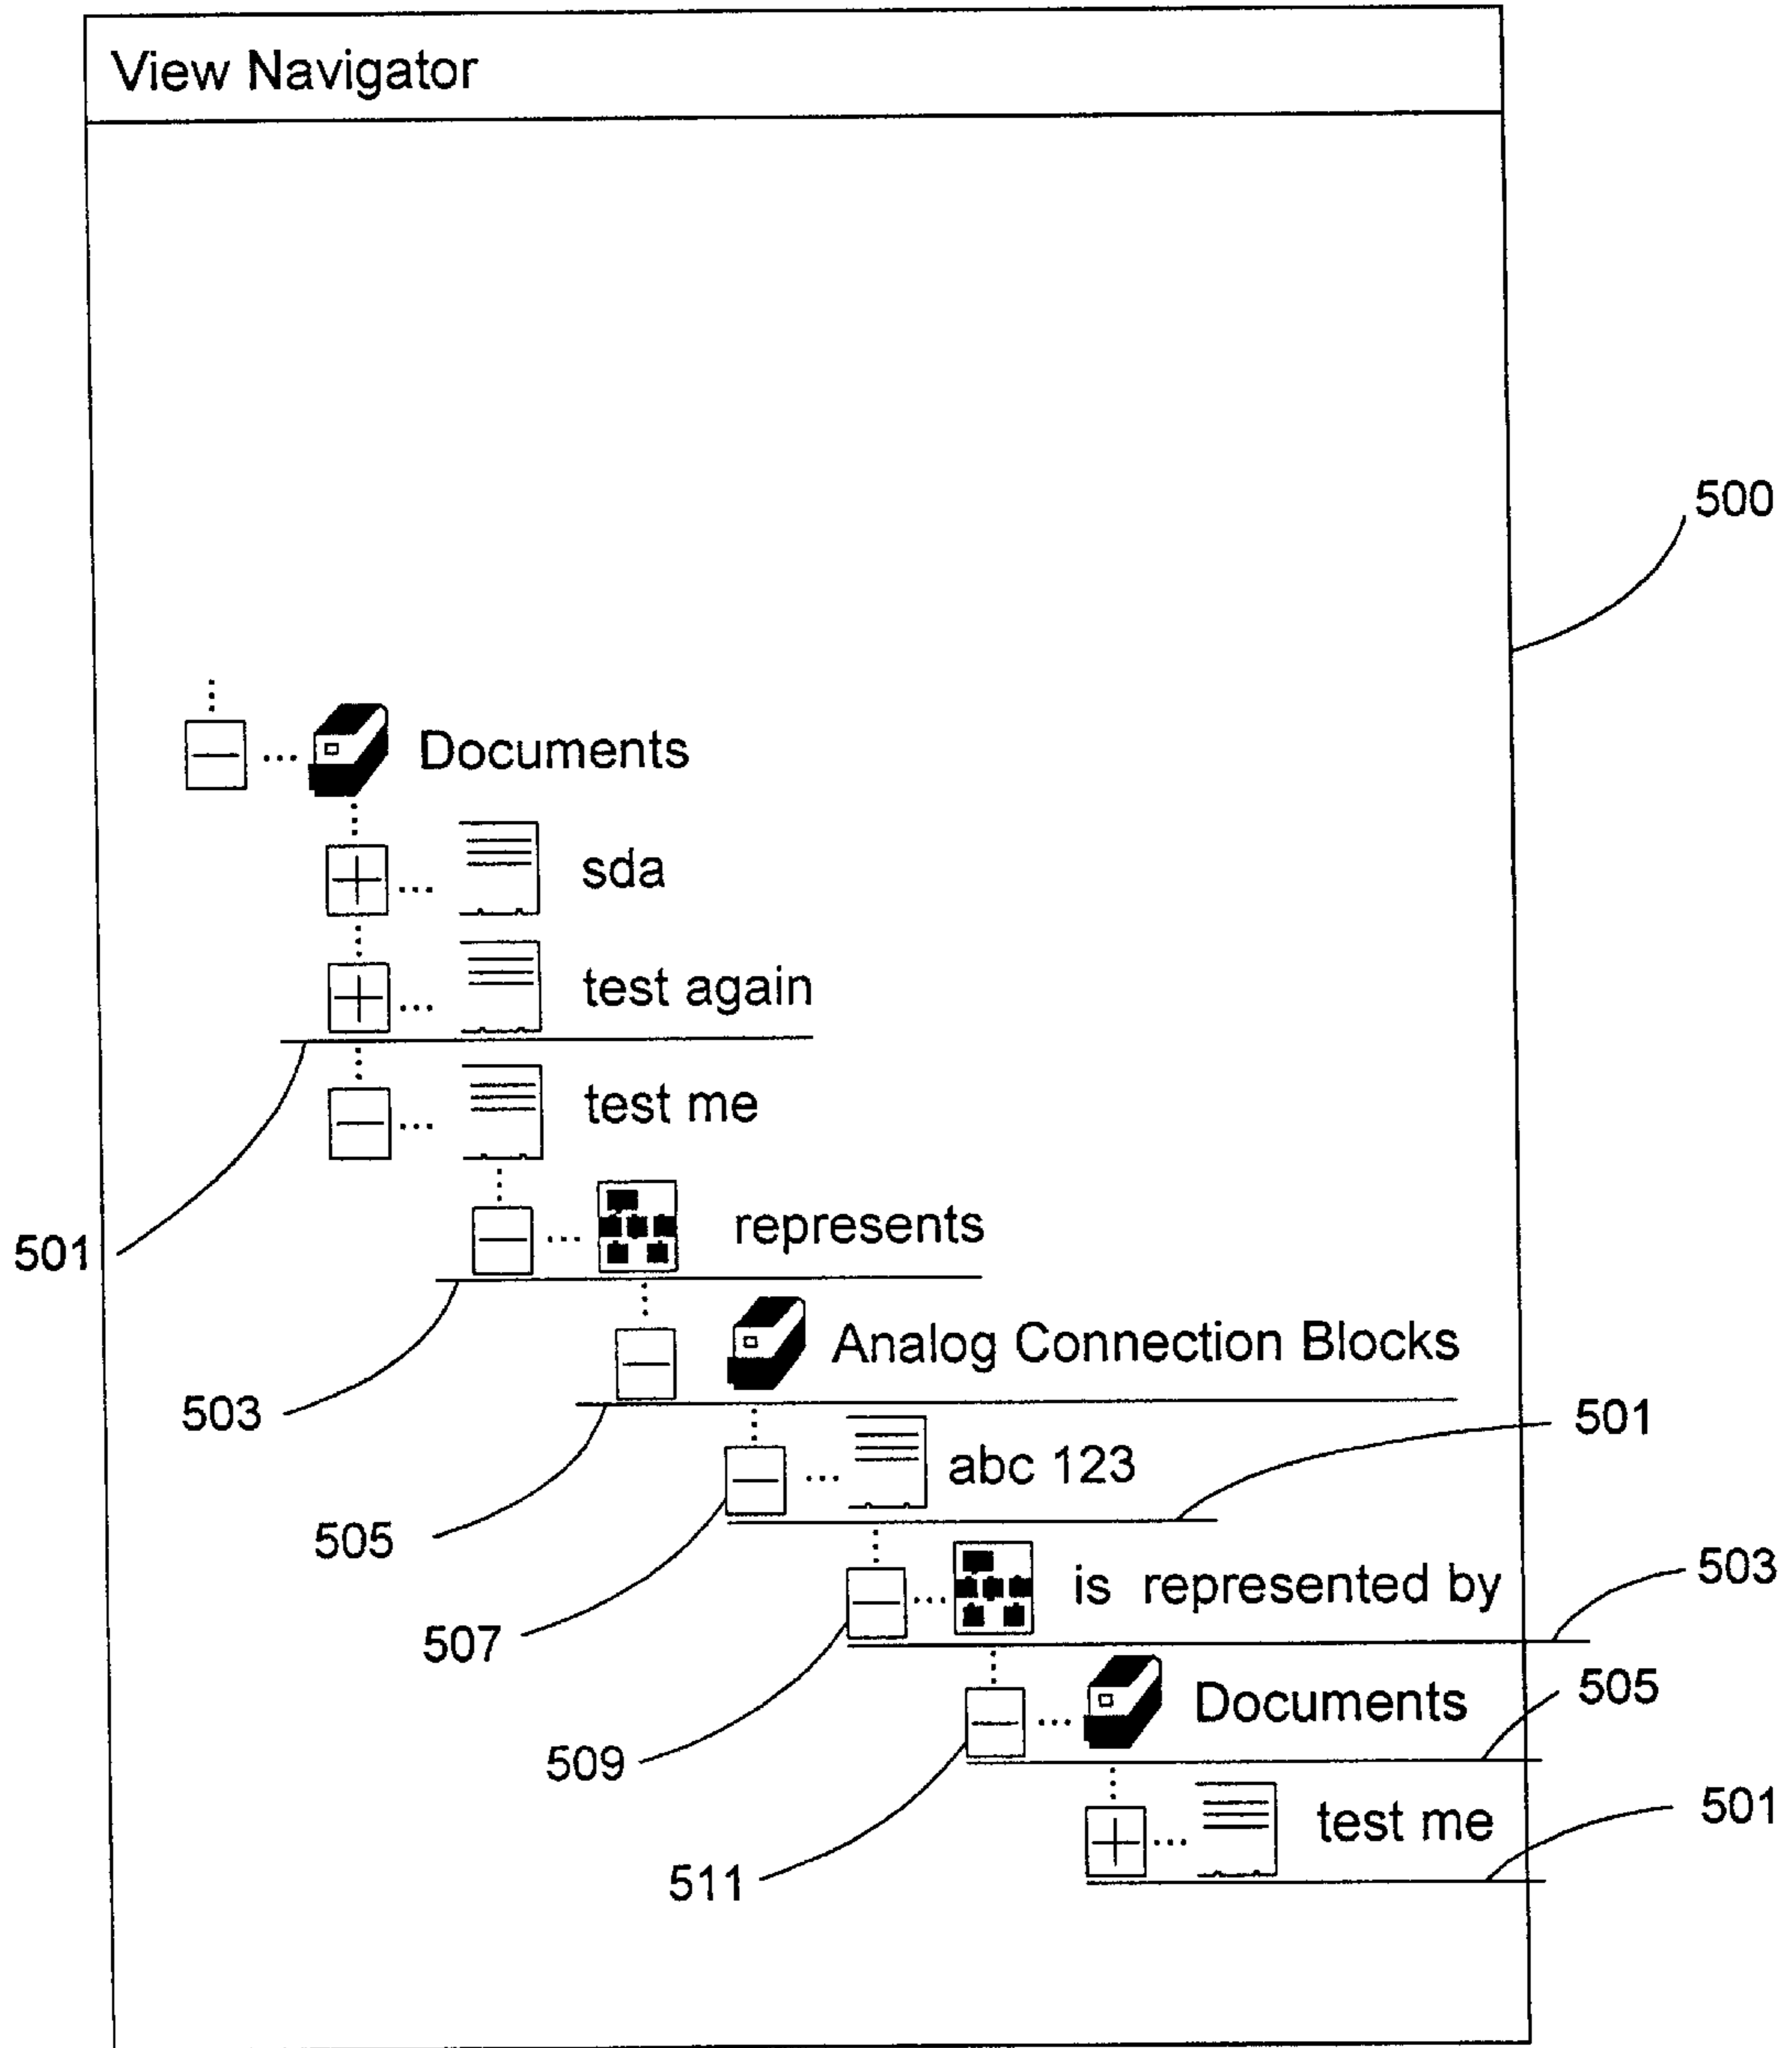 View Navigator
500
Documents
sda
test again
test me
501
represents
503
Analog Connection Blocks
501
505
abc 123
503
507
is represented by
505
509
Documents
501
511
test me